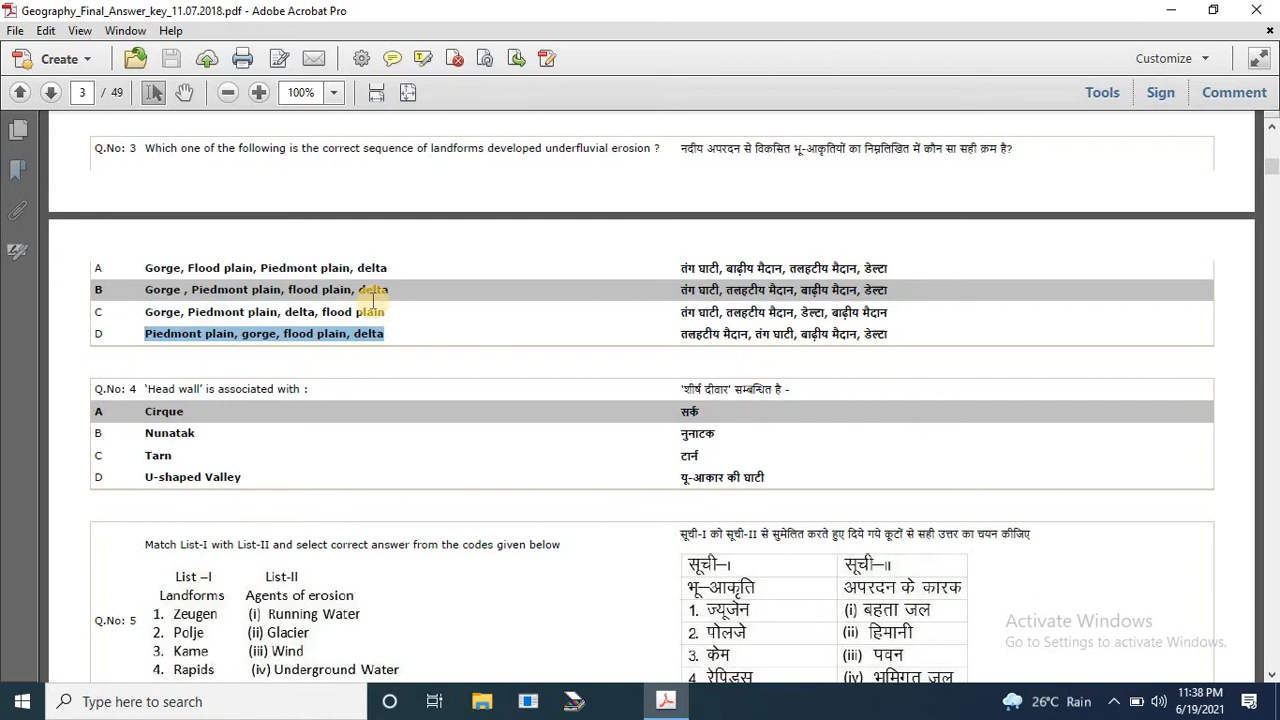 Geography_Final_Answer_key_11.07.2018.pdf - Adobe Acrobat Pro
File Edit View Window Help
Create Customize
3 / 49 100% Tools Sign Comment
Q.No: 3 Which one of the following is the correct sequence of landforms developed underfluvial erosion ? नदीय अपरदन से विकसित भू-आकृतियों का निम्नलिखित में कौन सा सही क्रम है?
A Gorge, Flood plain, Piedmont plain, delta तंग घाटी, बाढ़ीय मैदान, तलहटीय मैदान, डेल्टा
B Gorge , Piedmont plain, flood plain, delta तंग घाटी, तलहटीय मैदान, बाढ़ीय मैदान, डेल्टा
C Gorge, Piedmont plain, delta, flood plain तंग घाटी, तलहटीय मैदान, डेल्टा, बाढ़ीय मैदान
D Piedmont plain, gorge, flood plain, delta तलहटीय मैदान, तंग घाटी, बाढ़ीय मैदान, डेल्टा
Q.No: 4 'Head wall' is associated with : 'शीर्ष दीवार' सम्बन्धित है -
A Cirque सर्क
B Nunatak नुनाटक
C Tarn टार्न
D U-shaped Valley यू-आकार की घाटी
Match List-I with List-II and select correct answer from the codes given below सूची-I को सूची-II से सुमेलित करते हुए दिये गये कूटों से सही उत्तर का चयन कीजिए
List –I List-II सूची–I सूची–II
Landforms Agents of erosion भू-आकृति अपरदन के कारक
Q.No: 5 1. Zeugen (i) Running Water 1. ज्यूजेन (i) बहता जल
2. Polje (ii) Glacier 2. पोलजे (ii) हिमानी
3. Kame (iii) Wind 3. केम (iii) पवन
4. Rapids (iv) Underground Water 4. रेपिड्स (iv) भूमिगत जल
Activate Windows
Go to Settings to activate Windows.
Type here to search 26°C Rain 11:38 PM
6/19/2021